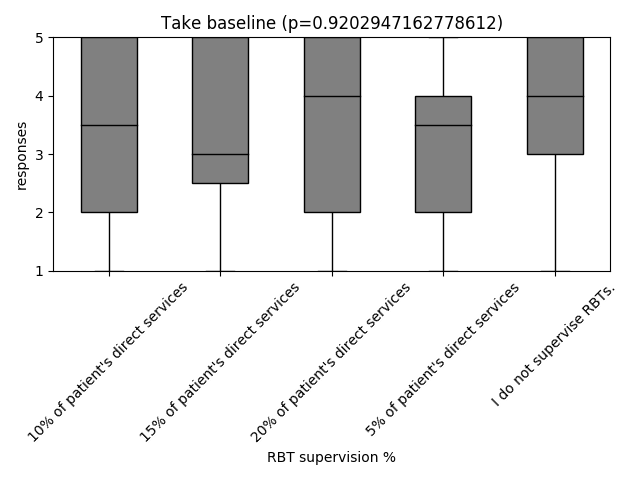 Take baseline (p=0.9202947162778612)
responses
5
4
3
2
1
10% of patient's direct services
15% of patient's direct services
20% of patient's direct services
5% of patient's direct services
I do not supervise RBTs.
RBT supervision %